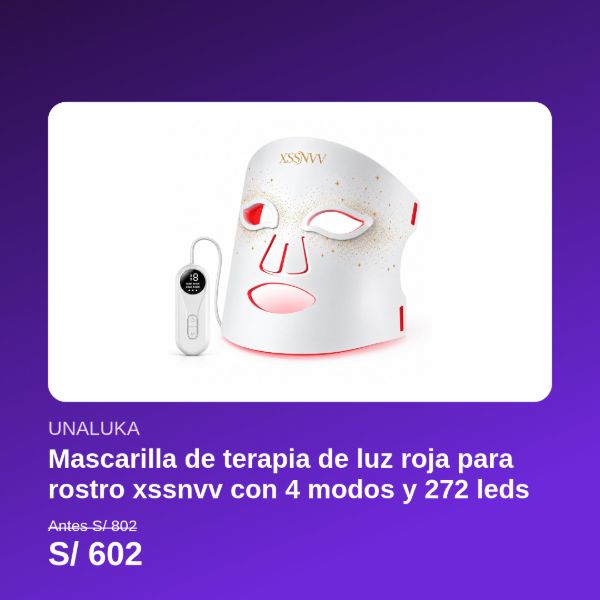 XSSNVV
UNALUKA
Mascarilla de terapia de luz roja para
rostro xssnvv con 4 modos y 272 leds
Antes S/ 802
S/ 602